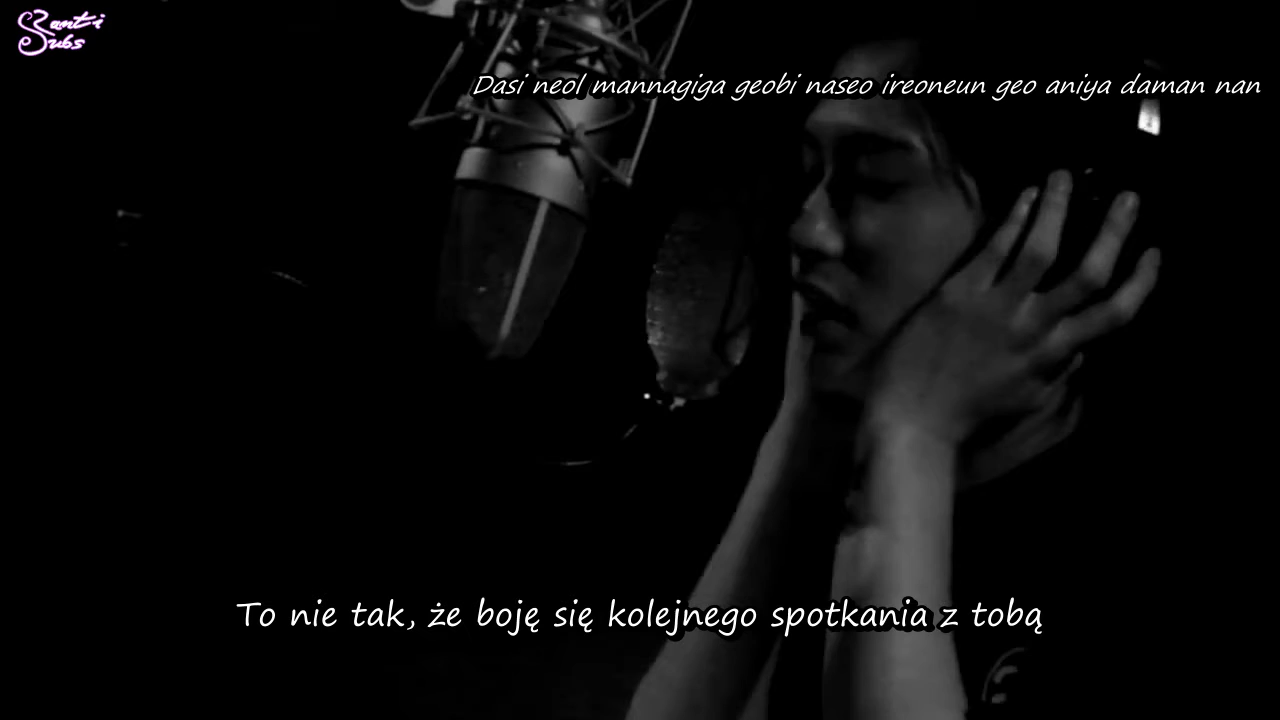 Santi
Subs
Dasi neol mannagiga geobi naseo ireoneun geo aniya daman nan
To nie tak, że boję się kolejnego spotkania z tobą